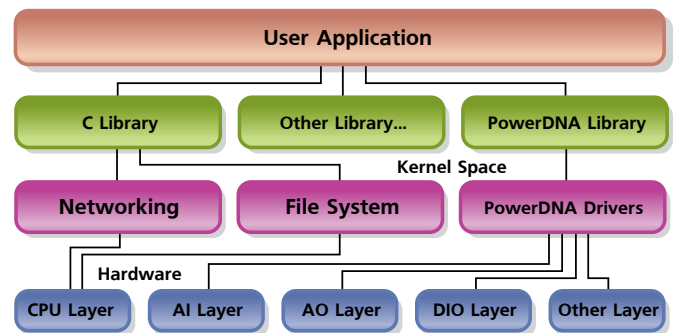 User Application
C Library
Other Library...
PowerDNA Library
Kernel Space
Networking
File System
PowerDNA Drivers
Hardware
CPU Layer
AI Layer
AO Layer
DIO Layer
Other Layer